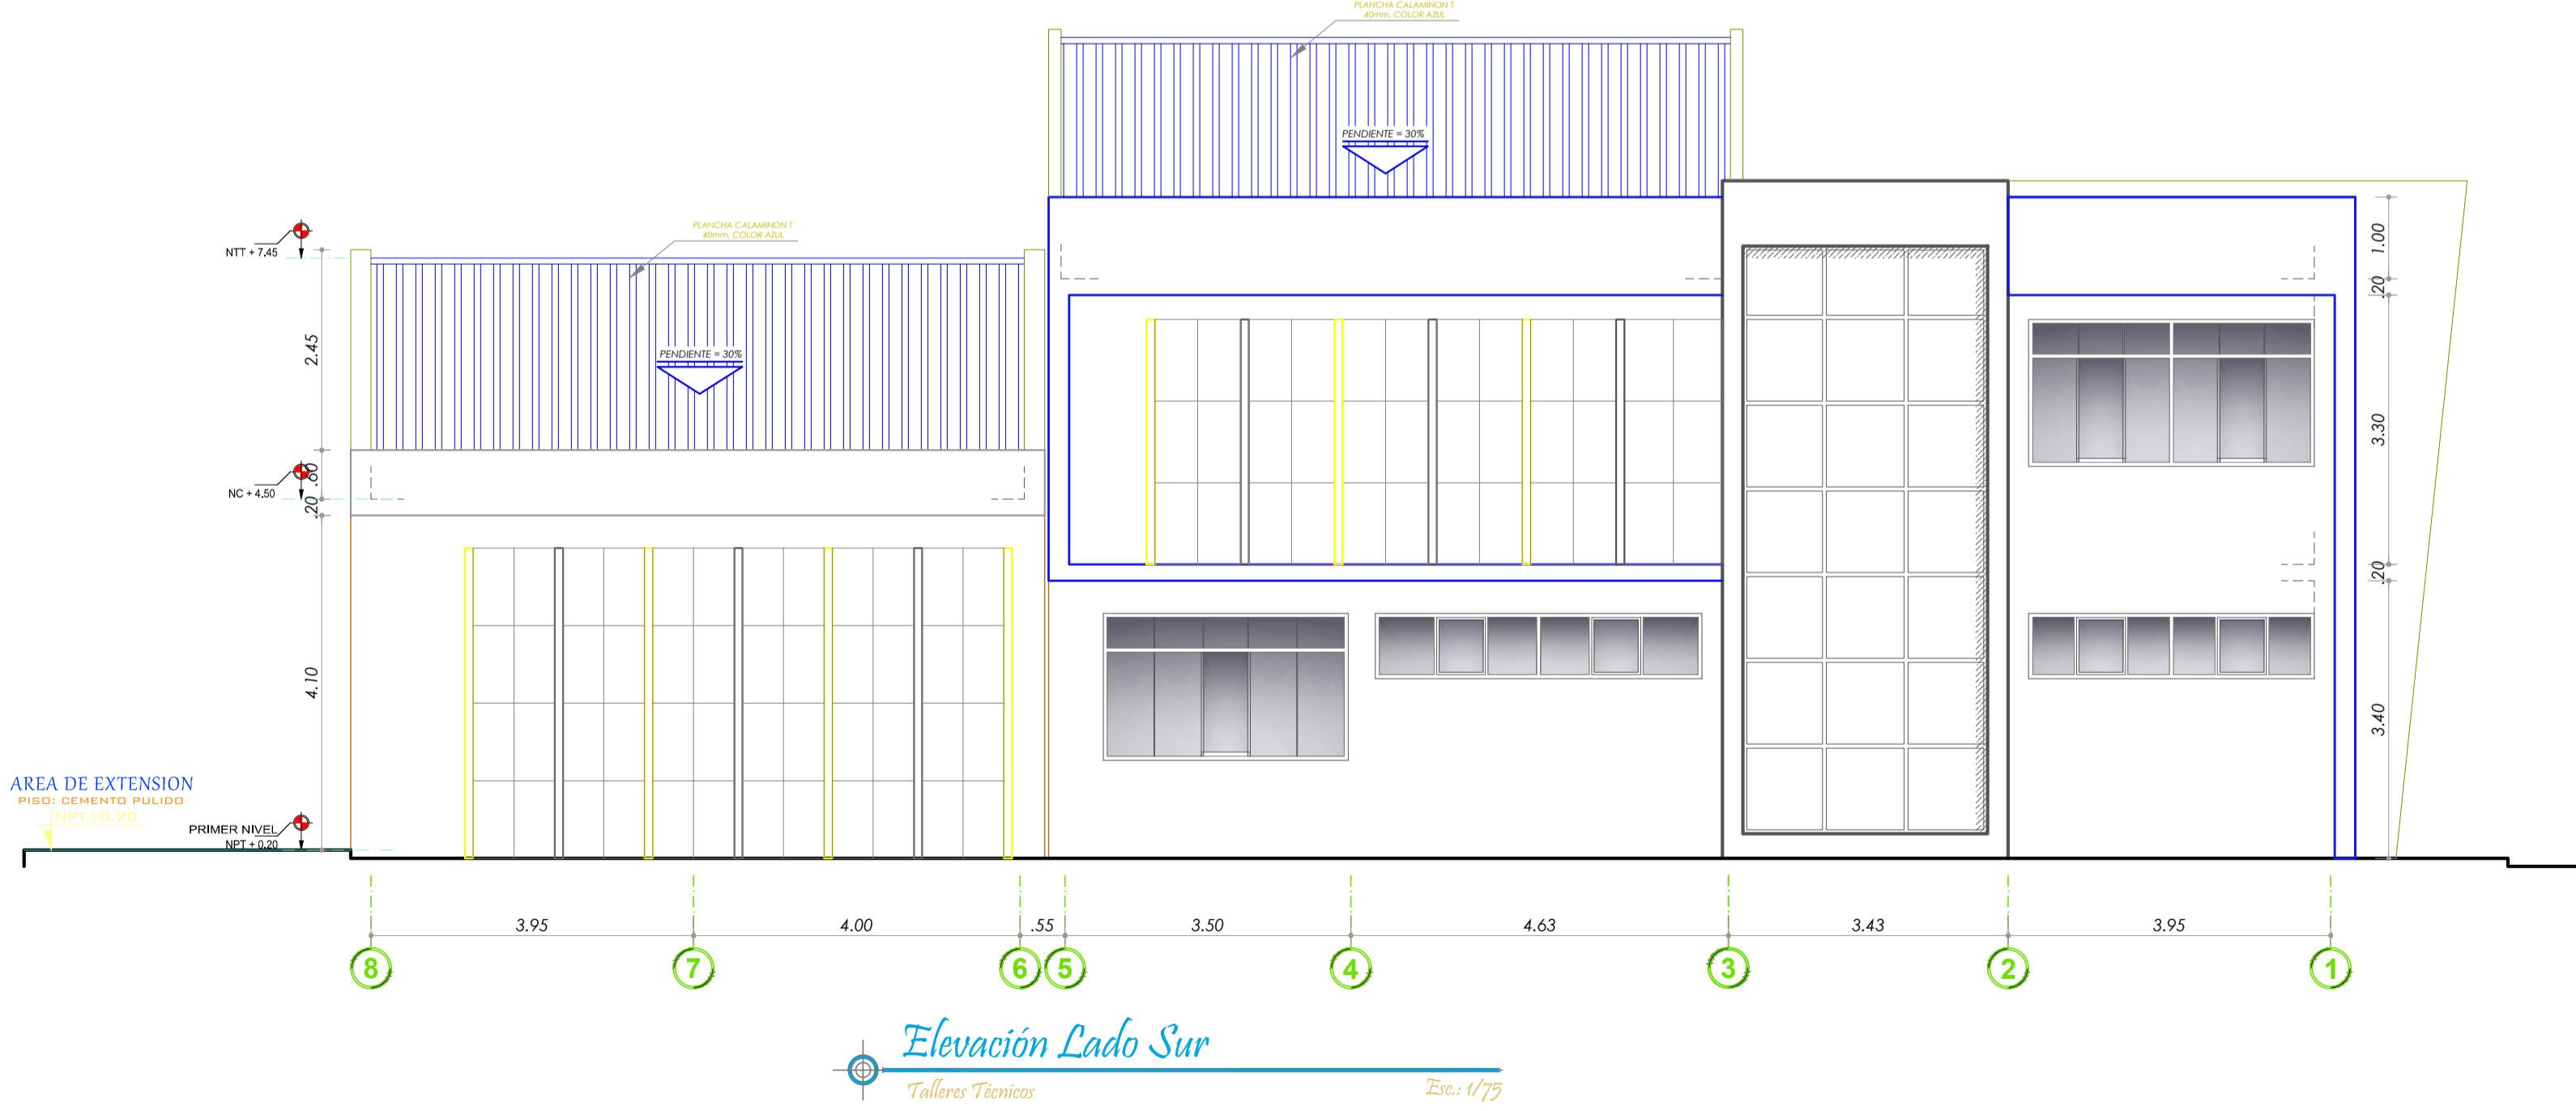 PLANCHA CALAMINON T
40mm, COLOR AZUL
PENDIENTE = 30%
PLANCHA CALAMINON T
40mm, COLOR AZUL
NTT + 7.45
1.00
.20
2.45
PENDIENTE = 30%
3.30
.60
NC + 4.50
.20
.20
4.10
3.40
AREA DE EXTENSION
PISO: CEMENTO PULIDO
NPT+0.20
PRIMER NIVEL
NPT + 0.20
3.95 4.00 .55 3.50 4.63 3.43 3.95
8 7 6 5 4 3 2 1
Elevación Lado Sur
Talleres Técnicos Esc.: 1/75